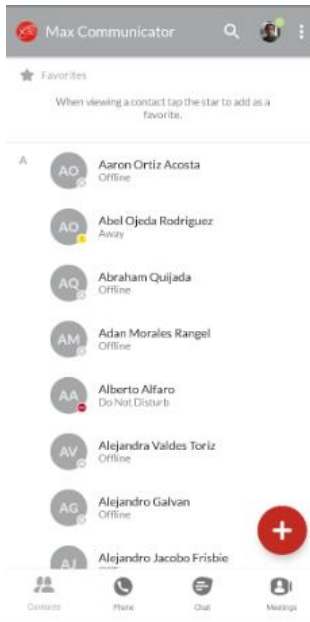 Max Communicator
Favorites
When viewing a contact tap the star to add as a
favorite.
A
AO
Aaron Ortiz Acosta
Offline
AO
Abel Ojeda Rodriguez
Away
AQ
Abraham Quijada
Offline
AM
Adan Morales Rangel
Offline
AA
Alberto Alfaro
Do Not Disturb
AV
Alejandra Valdes Toriz
Offline
AG
Alejandro Galvan
Offline
AJ
Alejandro Jacobo Frisbie
Contacts
Phone
Chat
Meetings